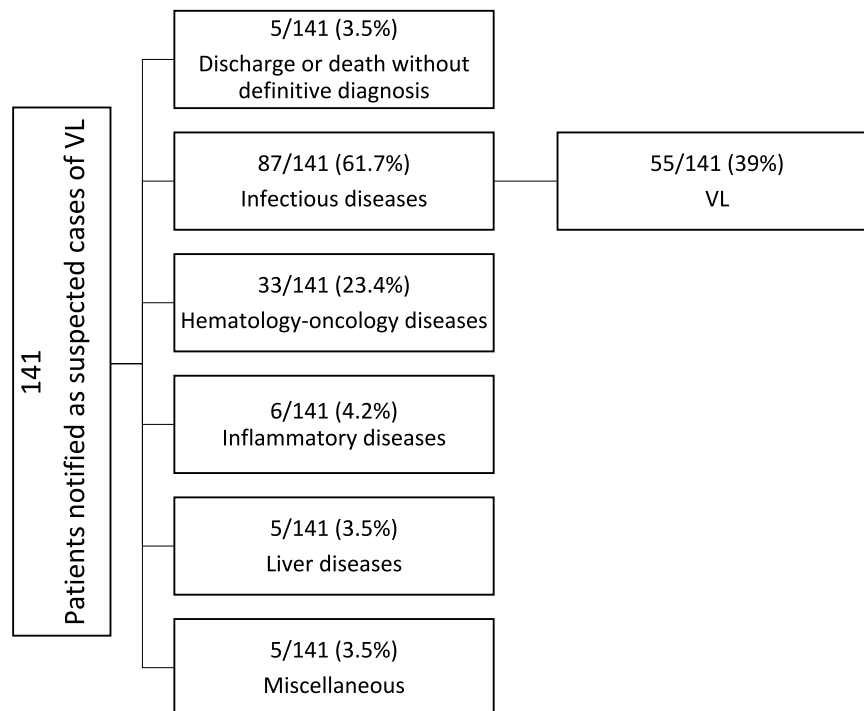 141
Patients notified as suspected cases of VL
5/141 (3.5%)
Discharge or death without
definitive diagnosis
87/141 (61.7%)
Infectious diseases
55/141 (39%)
VL
33/141 (23.4%)
Hematology-oncology diseases
6/141 (4.2%)
Inflammatory diseases
5/141 (3.5%)
Liver diseases
5/141 (3.5%)
Miscellaneous